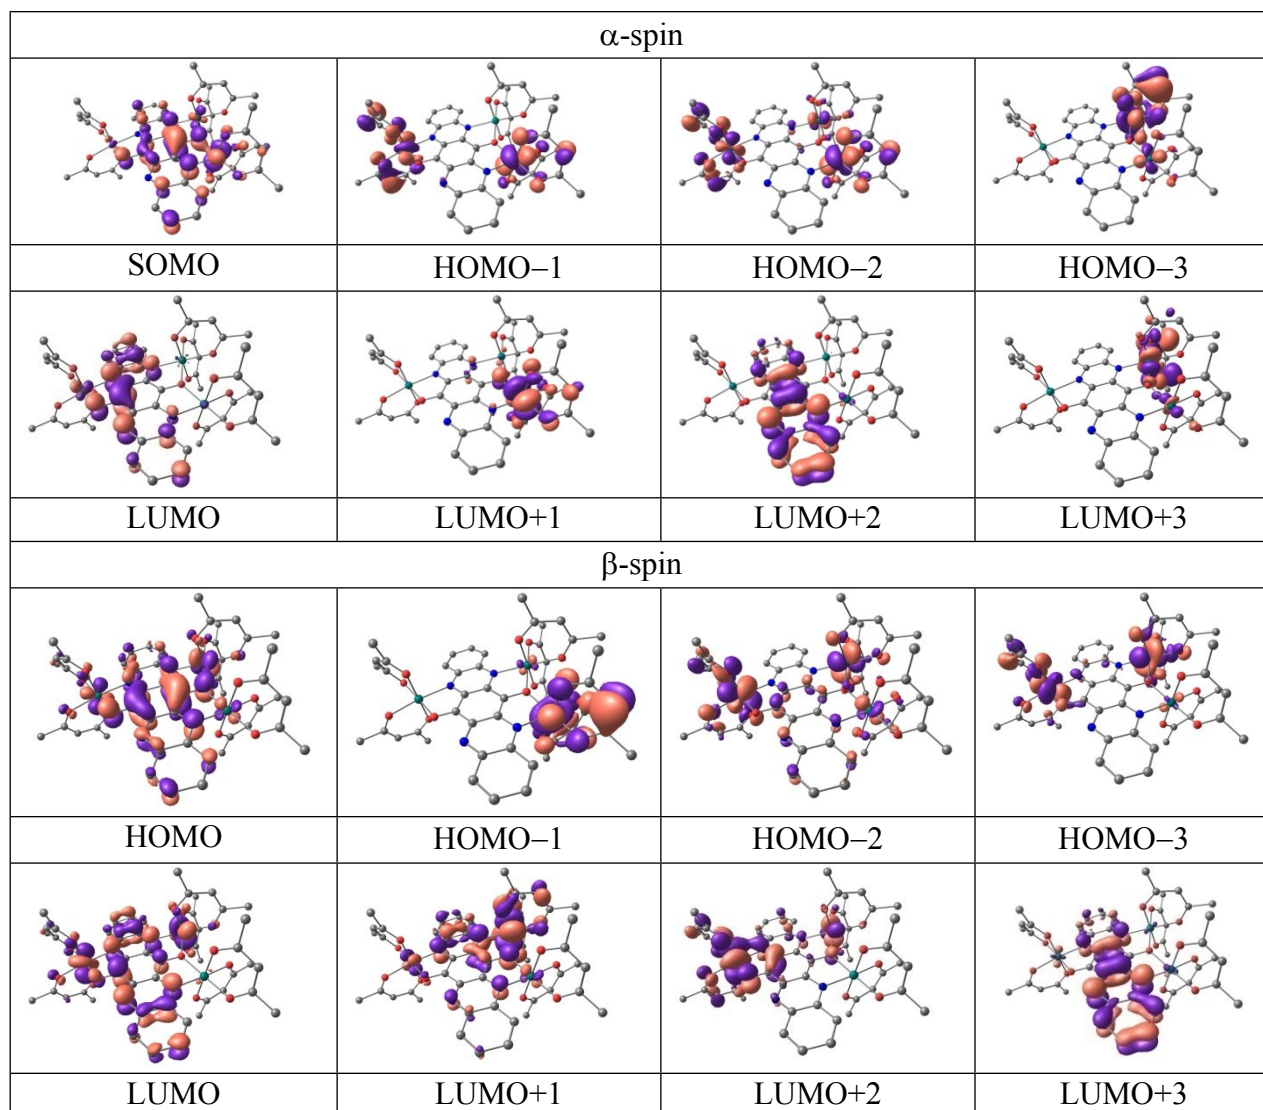 α-spin
SOMO HOMO−1 HOMO−2 HOMO−3
LUMO LUMO+1 LUMO+2 LUMO+3
β-spin
HOMO HOMO−1 HOMO−2 HOMO−3
LUMO LUMO+1 LUMO+2 LUMO+3